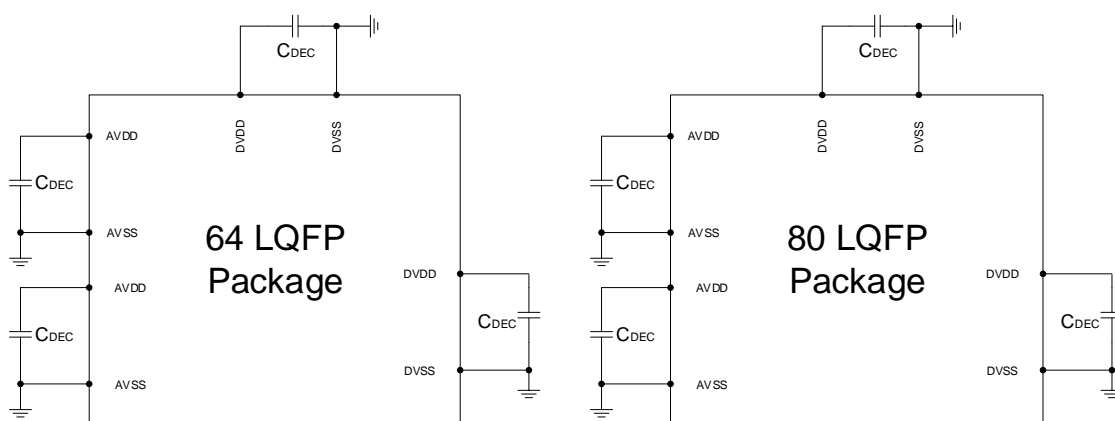 CDEC
DVDD
DVSS
AVDD
CDEC
AVSS
64 LQFP
Package
AVDD
DVDD
CDEC
CDEC
DVSS
AVSS
CDEC
DVDD
DVSS
AVDD
CDEC
AVSS
80 LQFP
Package
AVDD
DVDD
CDEC
CDEC
DVSS
AVSS